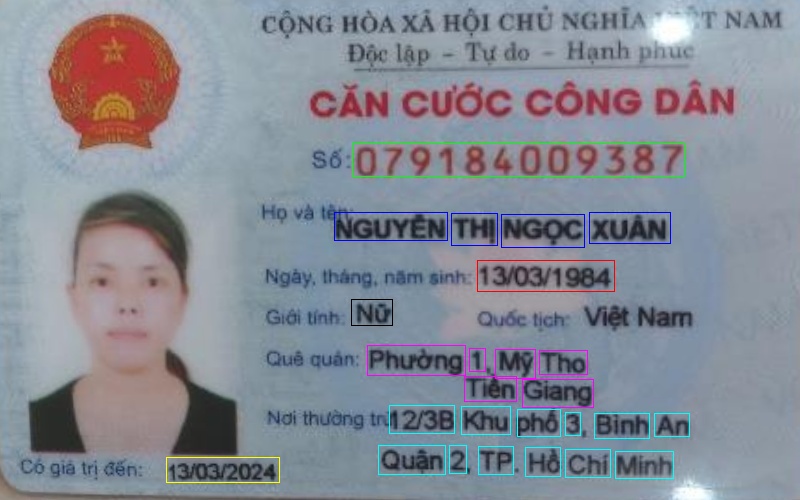 CỘNG HÒA XÃ HỘI CHỦ NGHĨA VIỆT NAM
Độc lập - Tự do - Hạnh phúc
CĂN CƯỚC CÔNG DÂN
Số: 079184009387
Họ và tên: NGUYỄN THỊ NGỌC XUÂN
Ngày, tháng, năm sinh: 13/03/1984
Giới tính: Nữ Quốc tịch: Việt Nam
Quê quán: Phường 1, Mỹ Tho
Tiền Giang
Nơi thường trú: 12/3B Khu phố 3, Bình An
Quận 2, TP. Hồ Chí Minh
Có giá trị đến: 13/03/2024